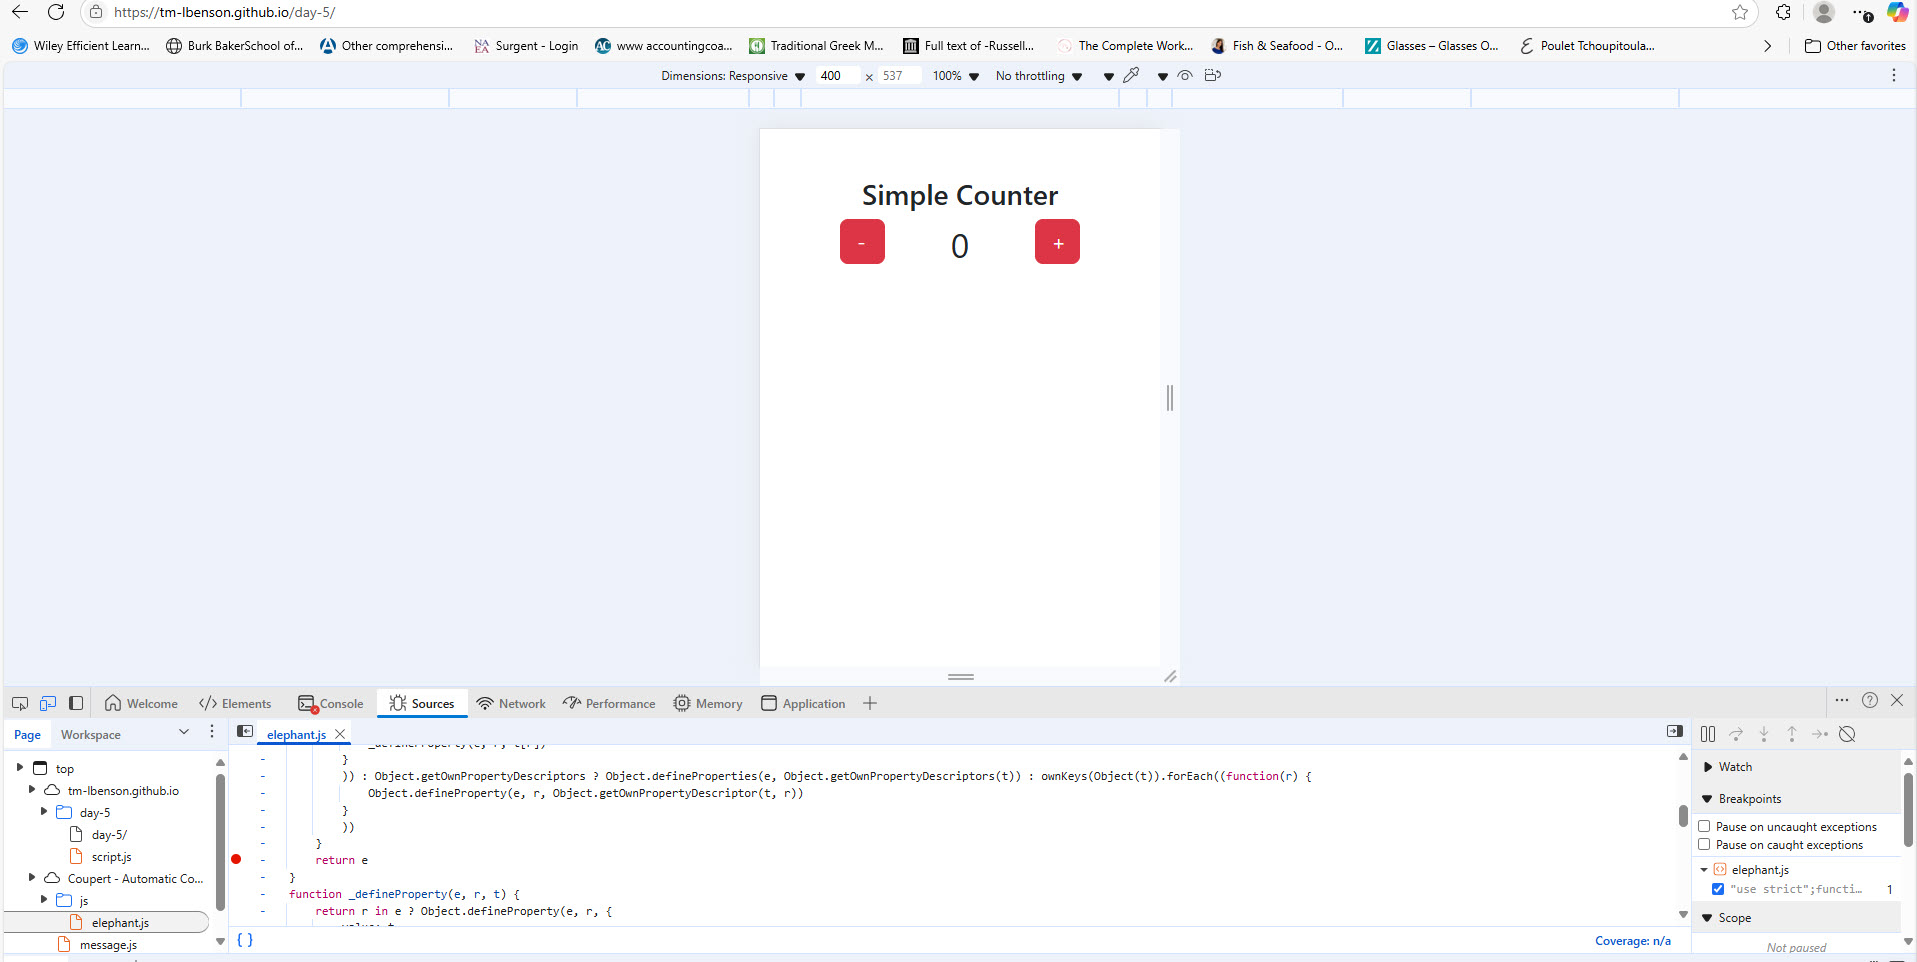 https://tm-lbenson.github.io/day-5/
Wiley Efficient Learn... Burk BakerSchool of... Other comprehensi... Surgent - Login www accountingcoa... Traditional Greek M... Full text of -Russell... The Complete Work... Fish & Seafood - O... Glasses – Glasses O... Poulet Tchoupitoula... Other favorites
Dimensions: Responsive 400 x 537 100% No throttling
Simple Counter
- 0 +
Welcome Elements Console Sources Network Performance Memory Application
Page Workspace
elephant.js
top
tm-lbenson.github.io
day-5
day-5/
script.js
Coupert - Automatic Co...
js
elephant.js
message.js
_defineProperty(e, r, t[r])
- }
- )) : Object.getOwnPropertyDescriptors ? Object.defineProperties(e, Object.getOwnPropertyDescriptors(t)) : ownKeys(Object(t)).forEach((function(r) {
- Object.defineProperty(e, r, Object.getOwnPropertyDescriptor(t, r))
- }
- ))
- }
- return e
- }
- function _defineProperty(e, r, t) {
- return r in e ? Object.defineProperty(e, r, {
{ } Coverage: n/a
Watch
Breakpoints
Pause on uncaught exceptions
Pause on caught exceptions
elephant.js
"use strict";functi... 1
Scope
Not paused